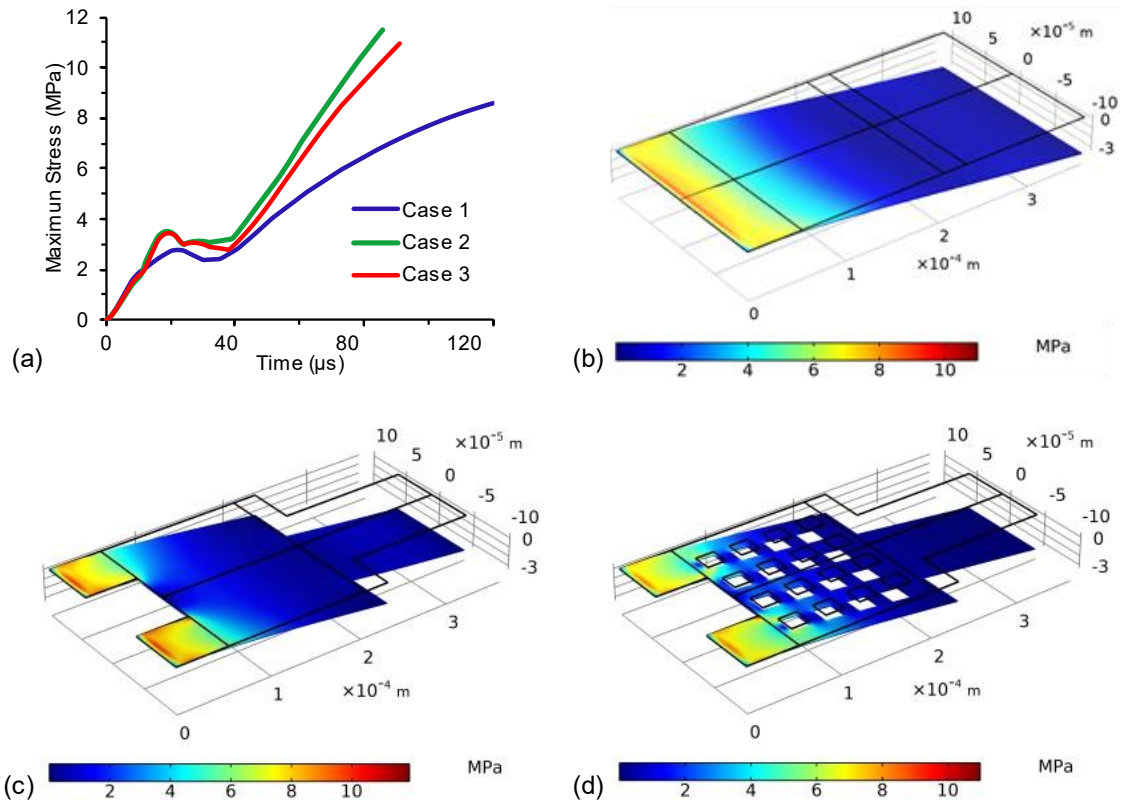 12
10
8
6
4
2
0
Maximun Stress (MPa)
Case 1
Case 2
Case 3
0 40 80 120
Time (µs)
(a)
10
5
0
-5
-10
×10⁻⁵ m
0
-3
3
2
1
0
×10⁻⁴ m
2 4 6 8 10
MPa
(b)
10
5
0
-5
-10
×10⁻⁵ m
0
-3
3
2
1
0
×10⁻⁴ m
2 4 6 8 10
MPa
(c)
10
5
0
-5
-10
×10⁻⁵ m
0
-3
3
2
1
0
×10⁻⁴ m
2 4 6 8 10
MPa
(d)